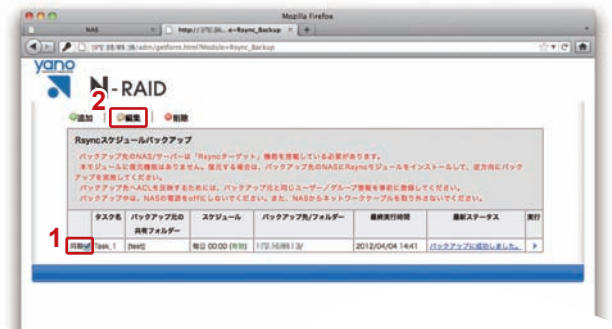 Mozilla Firefox
NAS
http://172.16.… e=Rsync_Backup
/adm/getform.html?Module=Rsync_Backup
yano
N-RAID
2
追加 | 編集 | 削除
Rsyncスケジュールバックアップ
バックアップ先のNAS/サーバーは「Rsyncターゲット」機能を搭載している必要があります。
本モジュールに復元機能はありません。復元する場合は、バックアップ先のNASにRsyncモジュールをインストールして、逆方向にバック
アップを実施してください。
バックアップ先へACLを反映するためには、バックアップ元と同じユーザー/グループ情報を事前に登録してください。
バックアップ中は、NASの電源をoffにしないでください。また、NASからネットワークケーブルを取り外さないでください。
タスク名 バックアップ元の共有フォルダー スケジュール バックアップ先/フォルダー 最終実行時間 最新ステータス 実行
1
同期 Task_1 [test] 毎日 00:00 (有効) 2012/04/04 14:41 バックアップに成功しました。